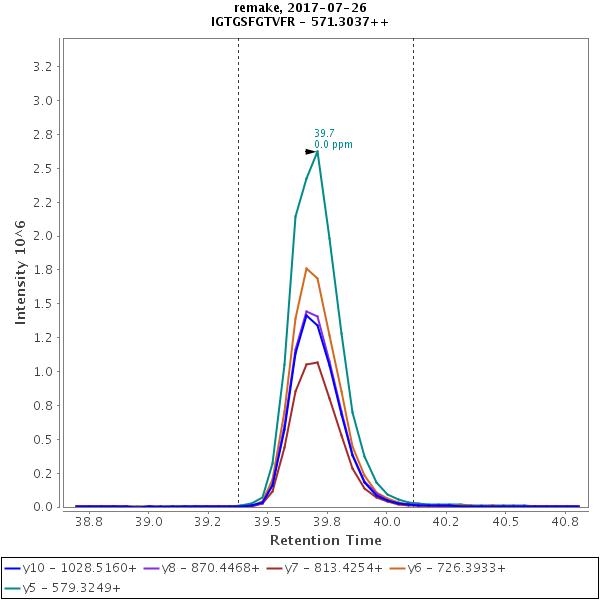 remake, 2017-07-26
IGTGSFGTVFR - 571.3037++
39.7
0.0 ppm
3.2
3.0
2.8
2.5
2.2
2.0
1.8
1.5
1.2
1.0
0.8
0.5
0.2
0.0
Intensity 10^6
38.8 39.0 39.2 39.5 39.8 40.0 40.2 40.5 40.8
Retention Time
y10 - 1028.5160+ y8 - 870.4468+ y7 - 813.4254+ y6 - 726.3933+
y5 - 579.3249+